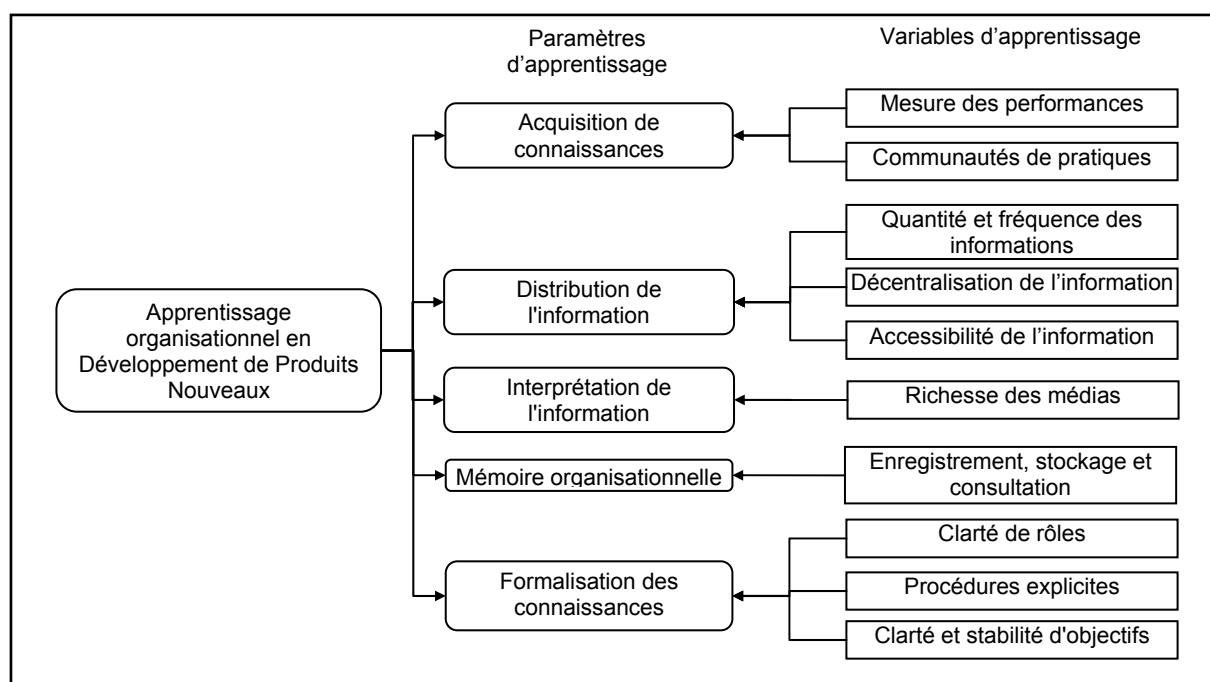 Paramètres
d'apprentissage
Variables d'apprentissage
Acquisition de
connaissances
Mesure des performances
Communautés de pratiques
Apprentissage
organisationnel en
Développement de Produits
Nouveaux
Distribution de
l'information
Quantité et fréquence des
informations
Décentralisation de l'information
Accessibilité de l'information
Interprétation de
l'information
Richesse des médias
Mémoire organisationnelle
Enregistrement, stockage et
consultation
Formalisation des
connaissances
Clarté de rôles
Procédures explicites
Clarté et stabilité d'objectifs